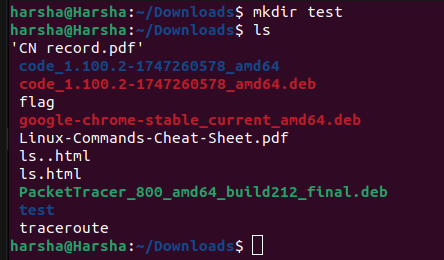 harsha@Harsha:~/Downloads$ mkdir test
harsha@Harsha:~/Downloads$ ls
'CN record.pdf'
code_1.100.2-1747260578_amd64
code_1.100.2-1747260578_amd64.deb
flag
google-chrome-stable_current_amd64.deb
Linux-Commands-Cheat-Sheet.pdf
ls..html
ls.html
PacketTracer_800_amd64_build212_final.deb
test
traceroute
harsha@Harsha:~/Downloads$